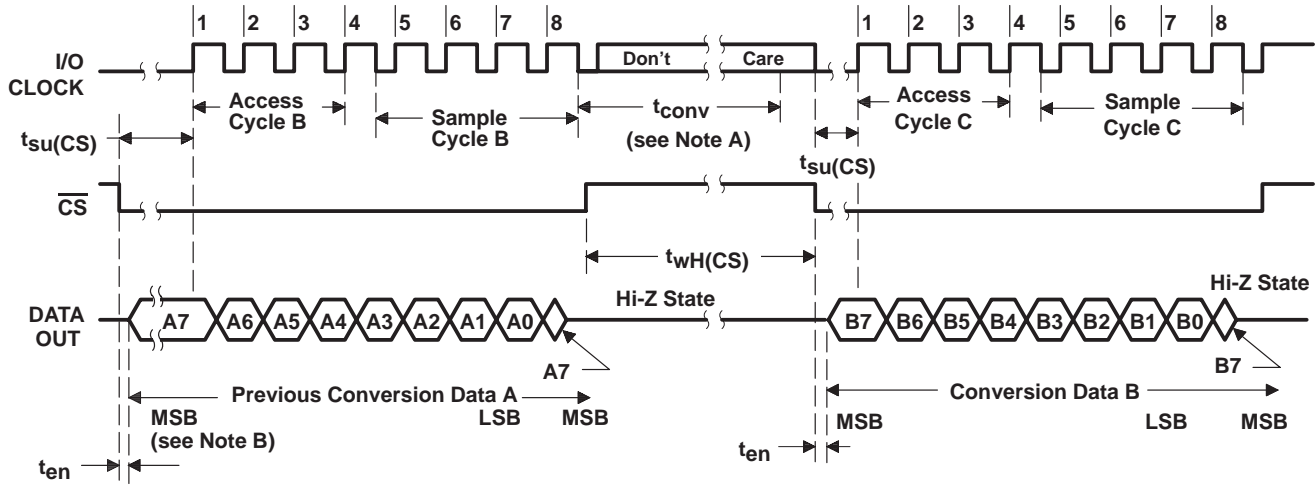 1 2 3 4 5 6 7 8 1 2 3 4 5 6 7 8
I/O
CLOCK
Don't Care
Access
Cycle B
Sample
Cycle B
tconv
(see Note A)
Access
Cycle C
Sample
Cycle C
tsu(CS)
tsu(CS)
CS
twH(CS)
Hi-Z State
Hi-Z State
DATA
OUT
A7 A6 A5 A4 A3 A2 A1 A0
B7 B6 B5 B4 B3 B2 B1 B0
A7
B7
Previous Conversion Data A
Conversion Data B
MSB LSB MSB
(see Note B)
MSB LSB MSB
ten
ten